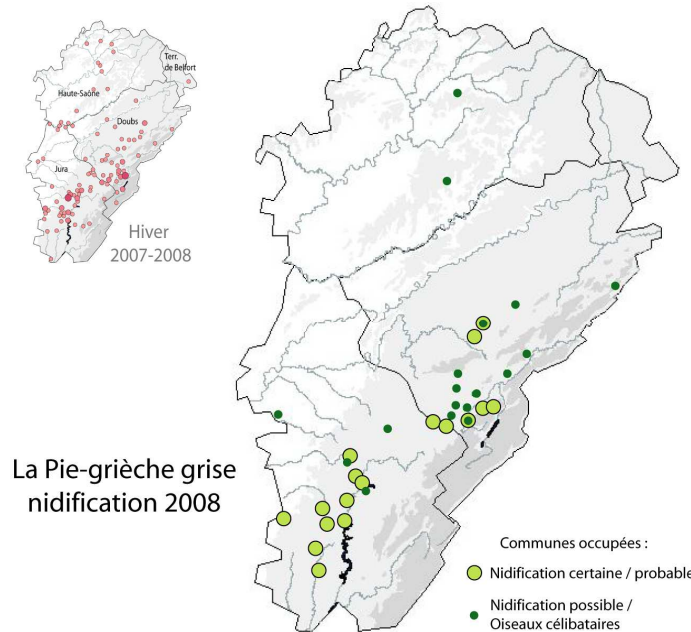 Terr.
de Belfort
Haute-Saône
Doubs
Jura
Hiver
2007-2008
La Pie-grièche grise
nidification 2008
Communes occupées :
Nidification certaine / probable
Nidification possible /
Oiseaux célibataires